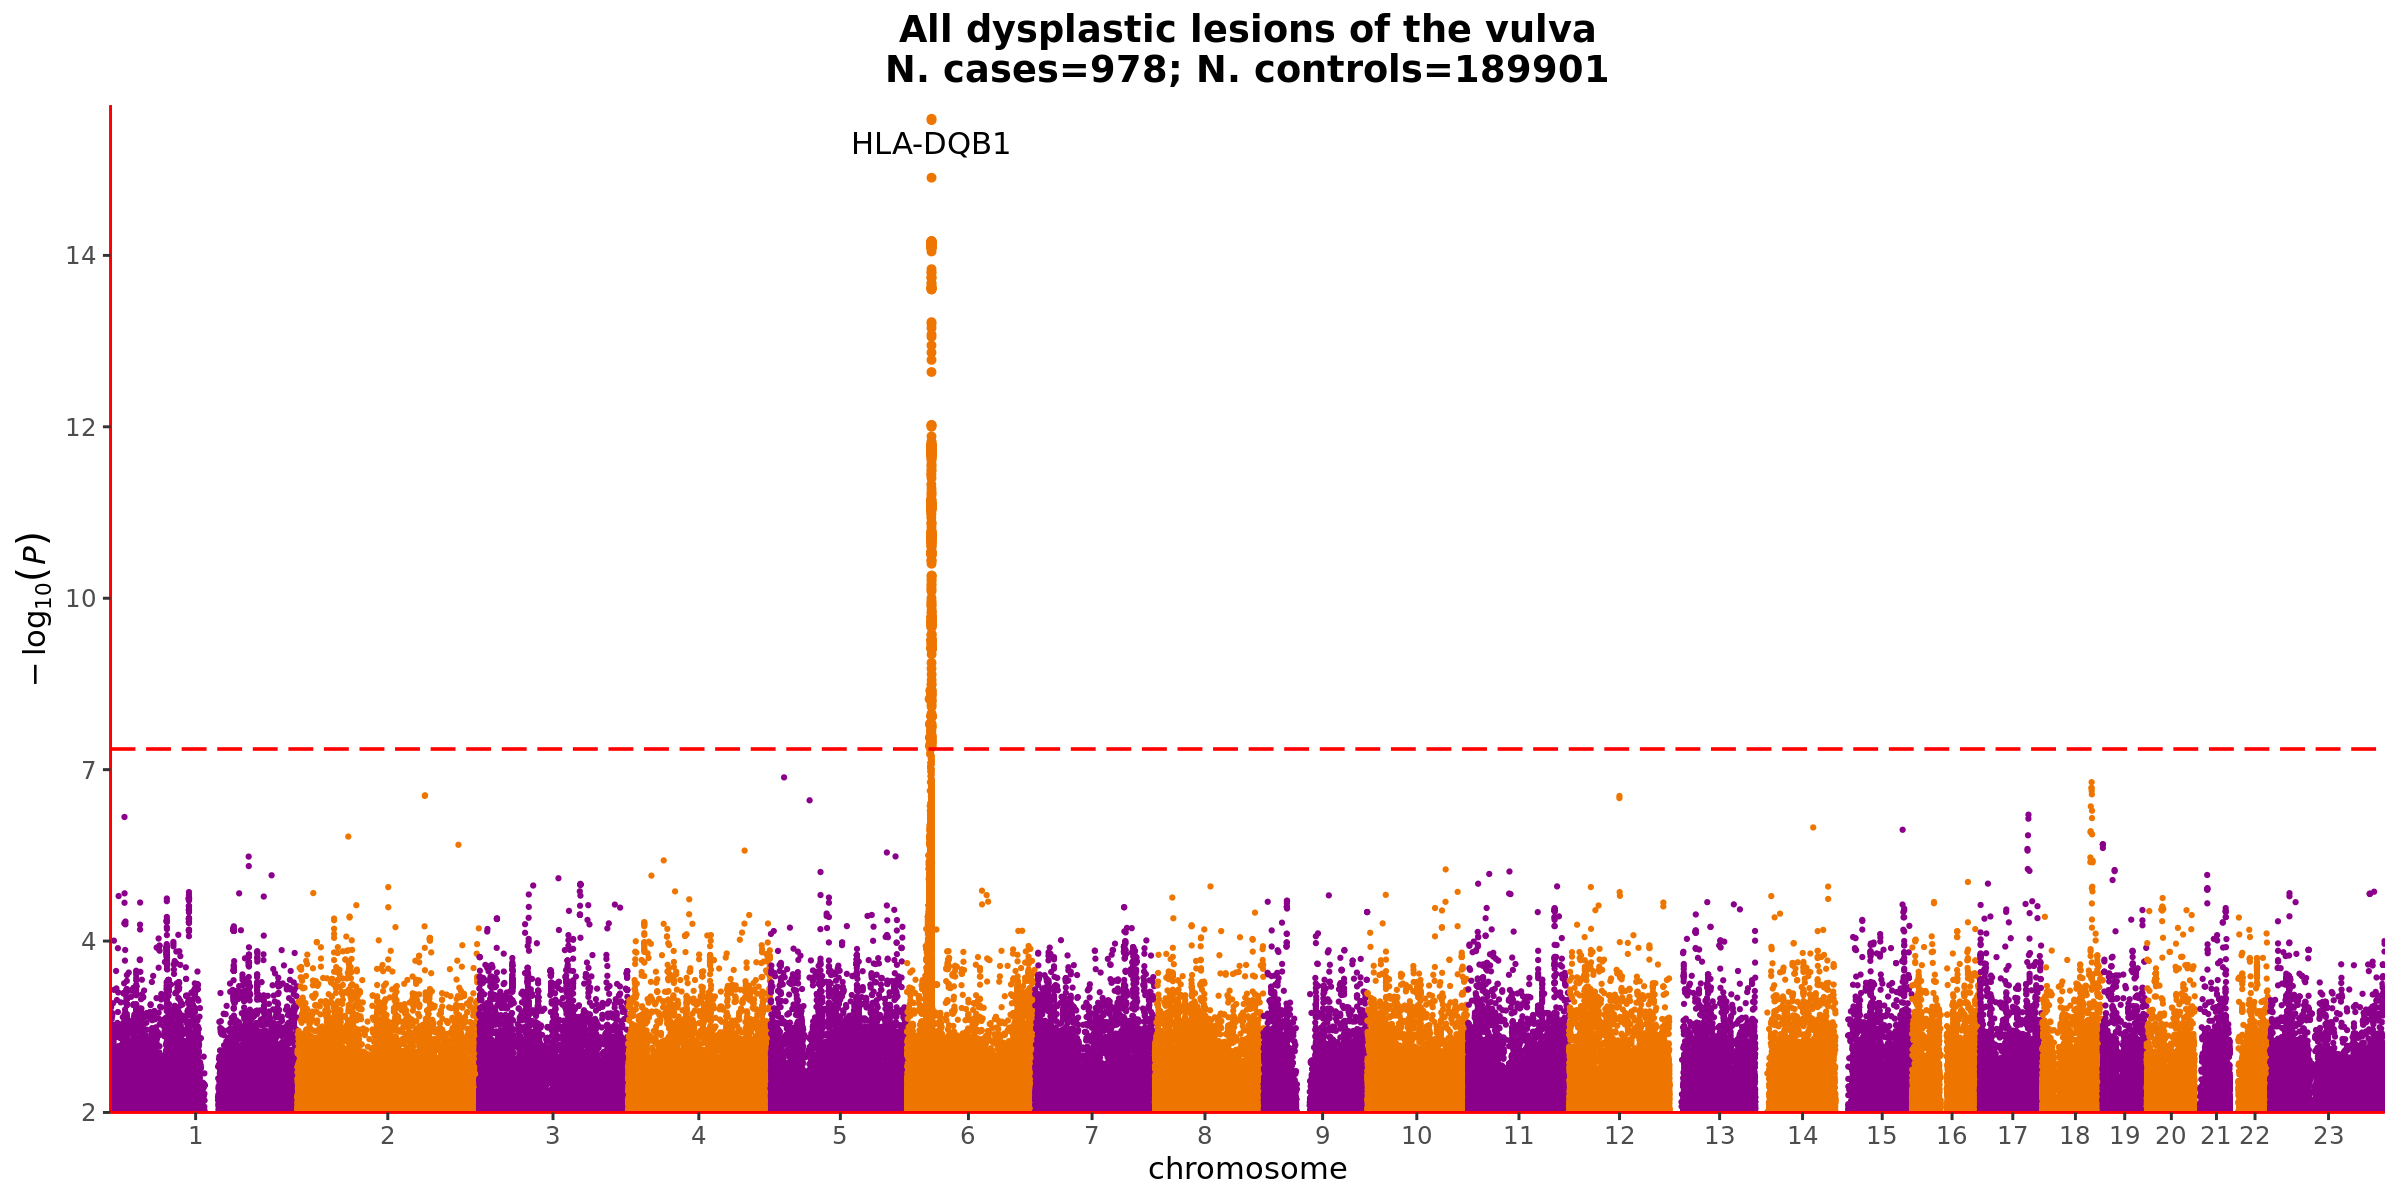 All dysplastic lesions of the vulva
N. cases=978; N. controls=189901
HLA-DQB1
14
12
10
7
4
2
−log10(P)
1 2 3 4 5 6 7 8 9 10 11 12 13 14 15 16 17 18 19 20 21 22 23
chromosome